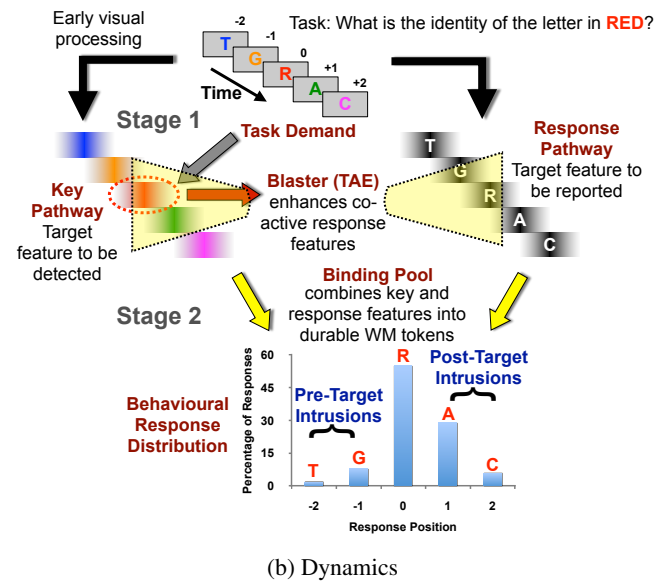 Early visual
processing
-2
-1
0
+1
+2
T
G
R
A
C
Time
Task: What is the identity of the letter in RED?
Stage 1
Task Demand
Key
Pathway
Target
feature to be
detected
Blaster (TAE)
enhances co-
active response
features
Response
Pathway
Target feature to
be reported
T
G
R
A
C
Binding Pool
combines key and
response features into
durable WM tokens
Stage 2
Behavioural
Response
Distribution
Percentage of Responses
60
45
30
15
0
Pre-Target
Intrusions
Post-Target
Intrusions
T
G
R
A
C
-2
-1
0
1
2
Response Position
(b) Dynamics